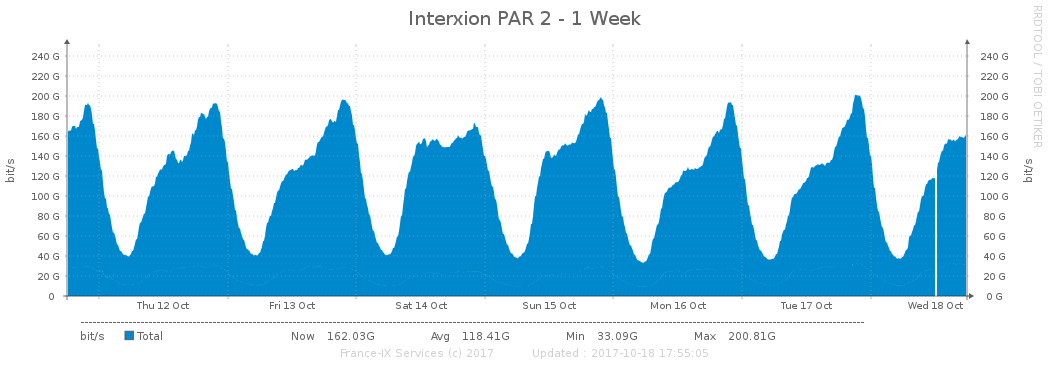 Interxion PAR 2 - 1 Week
RRDTOOL / TOBI OETIKER
240 G 240 G
220 G 220 G
200 G 200 G
180 G 180 G
160 G 160 G
140 G 140 G
120 G 120 G
100 G 100 G
80 G 80 G
60 G 60 G
40 G 40 G
20 G 20 G
0 0 G
bit/s
bit/s
Thu 12 Oct Fri 13 Oct Sat 14 Oct Sun 15 Oct Mon 16 Oct Tue 17 Oct Wed 18 Oct
bit/s Total Now 162.03G Avg 118.41G Min 33.09G Max 200.81G
France-IX Services (c) 2017 Updated : 2017-10-18 17:55:05